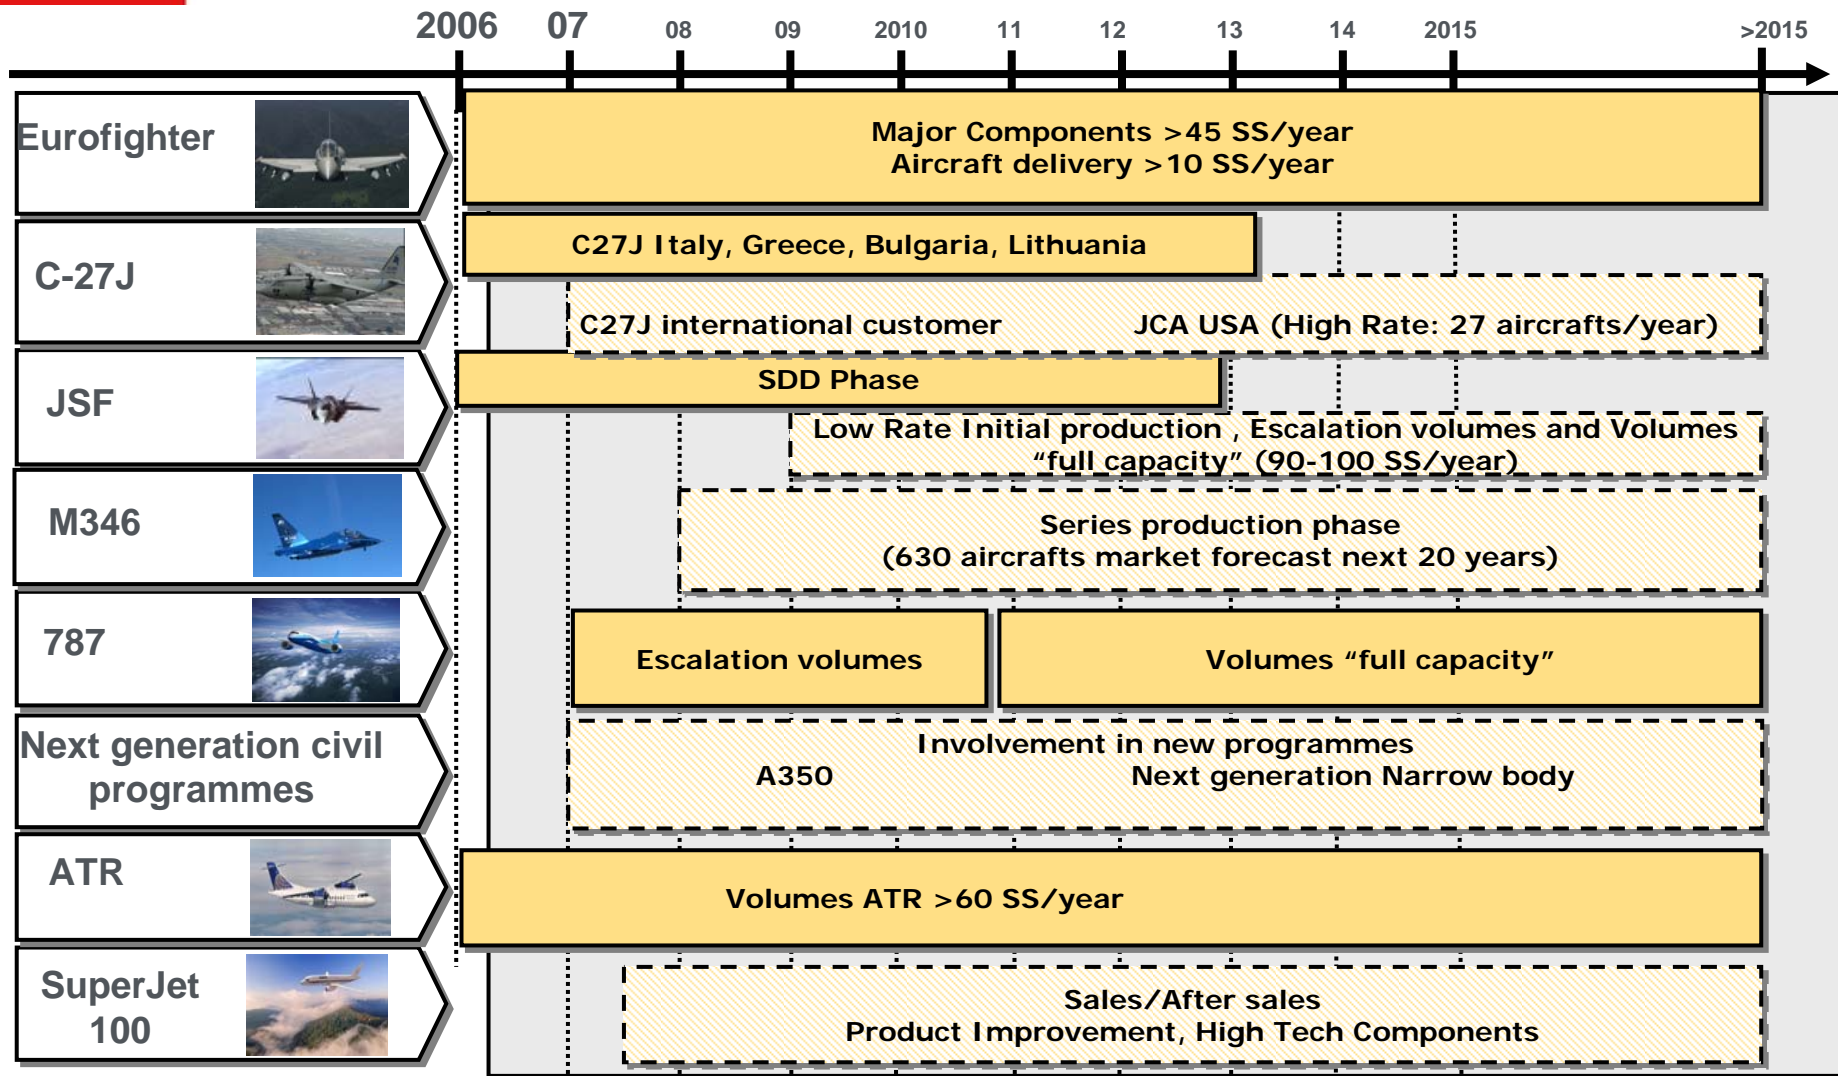 2006 07 08 09 2010 11 12 13 14 2015 >2015
Eurofighter
Major Components >45 SS/year
Aircraft delivery >10 SS/year
C-27J
C27J Italy, Greece, Bulgaria, Lithuania
C27J international customer JCA USA (High Rate: 27 aircrafts/year)
JSF
SDD Phase
Low Rate Initial production , Escalation volumes and Volumes
“full capacity” (90-100 SS/year)
M346
Series production phase
(630 aircrafts market forecast next 20 years)
787
Escalation volumes
Volumes “full capacity”
Next generation civil
programmes
Involvement in new programmes
A350 Next generation Narrow body
ATR
Volumes ATR >60 SS/year
SuperJet
100
Sales/After sales
Product Improvement, High Tech Components